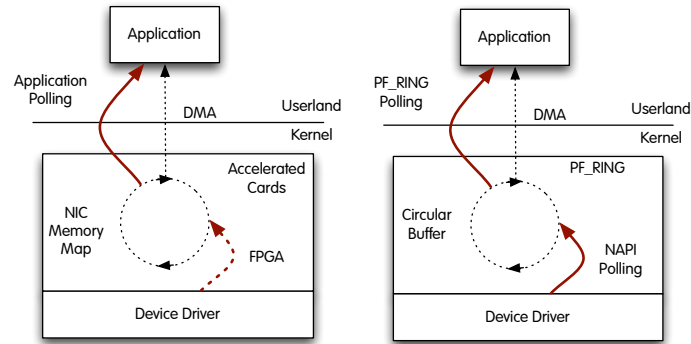 Application
Application
Polling
DMA
Userland
Kernel
Accelerated
Cards
NIC
Memory
Map
FPGA
Device Driver
Application
PF_RING
Polling
DMA
Userland
Kernel
PF_RING
Circular
Buffer
NAPI
Polling
Device Driver